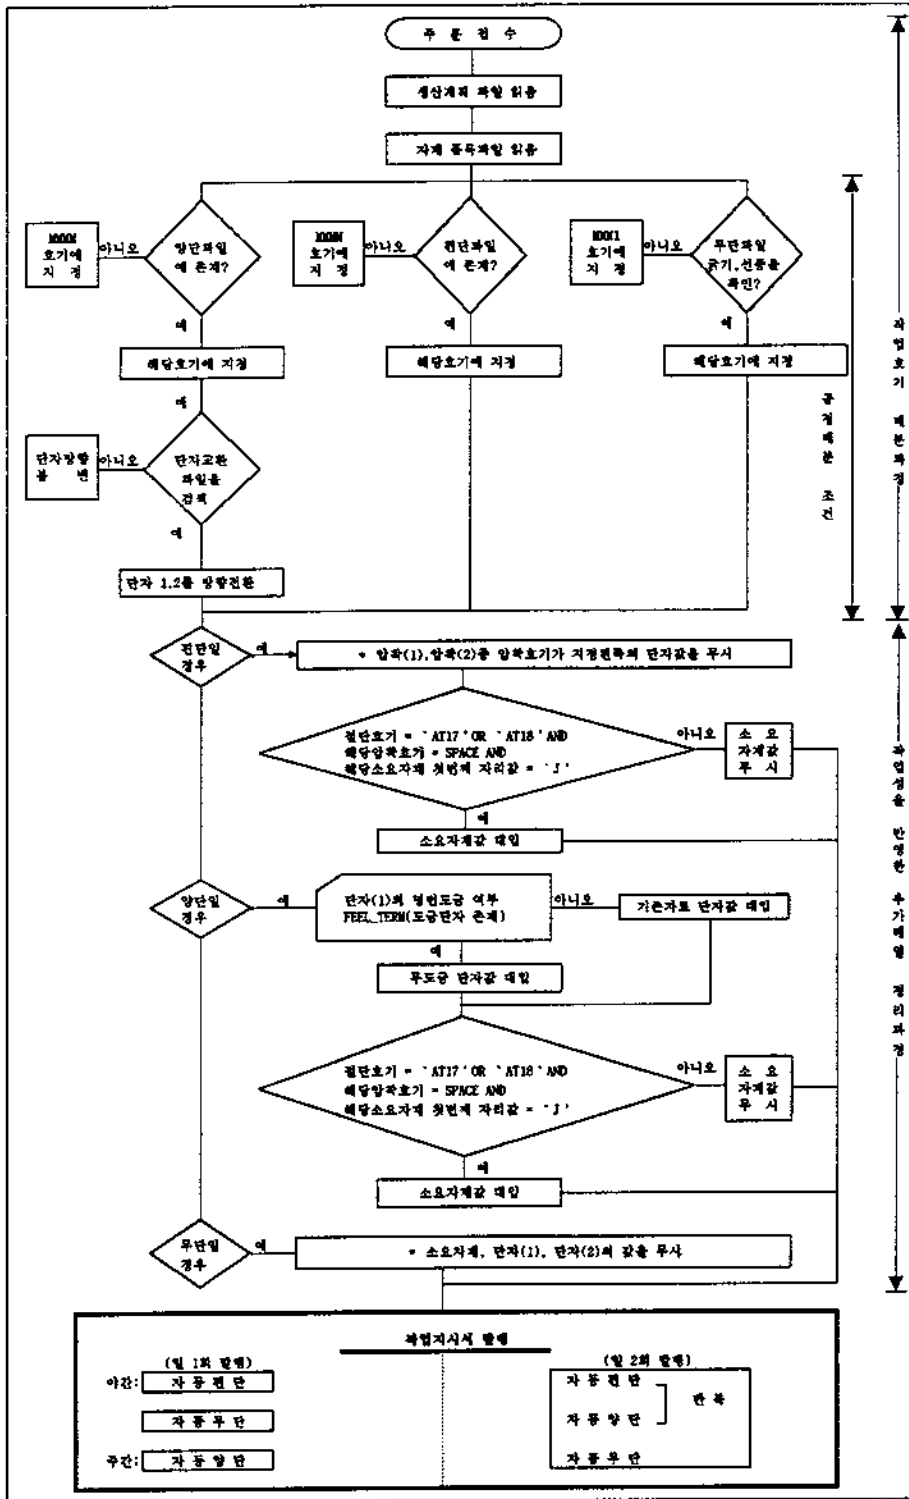 주 문 접 수
생산계획 파일 읽음
자재 품목파일 읽음
호기에
지 정
아니오
양단파일
에 존재?
호기에
지 정
아니오
편단파일
에 존재?
호기에
지 정
아니오
무단파일
굵기,선종을
확인?
예
예
예
해당호기에 지정
해당호기에 지정
해당호기에 지정
예
단자방향
불 변
아니오
단자교환
파일을
검색
예
단자 1.2를 방향전환
공정배분 조건
작업호기 배분과정
편단일
경우
예
* 압착(1),압착(2)중 압착호기가 지정편측의 단자값을 무시
절단호기 = `AT17'OR `AT18'AND
해당압착호기 = SPACE AND
해당소요자재 첫번째 자리값 = `J'
아니오
소 요
자재값
무 시
예
소요자재값 대입
양단일
경우
예
단자(1)의 도금 여부
FEEL_TERM(도금단자 존재)
아니오
기존자료 단자값 대입
예
무도금 단자값 대입
절단호기 = `AT17'OR `AT18'AND
해당압착호기 = SPACE AND
해당소요자재 첫번째 자리값 = `J'
아니오
소 요
자재값
무 시
예
소요자재값 대입
무단일
경우
예
* 소요자재, 단자(1), 단자(2)의 값을 무시
작업성을 반영한 부가배열 정리과정
작업지시서 발행
(일 1회 발행)
야간: 자 동 편 단
자 동 무 단
주간: 자 동 양 단
(일 2회 발행)
자 동 편 단
반 복
자 동 양 단
자 동 무 단